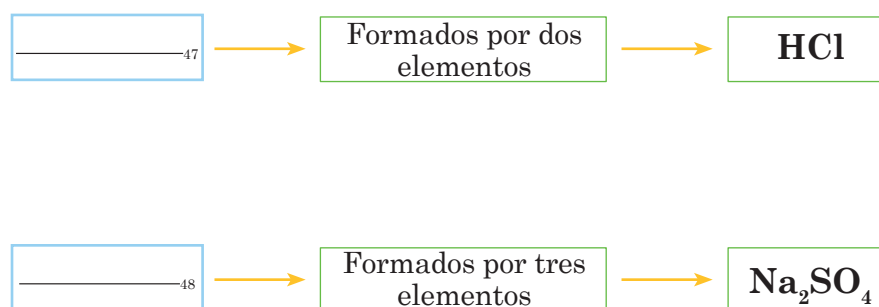 47
Formados por dos
elementos
HCl
48
Formados por tres
elementos
Na₂SO₄